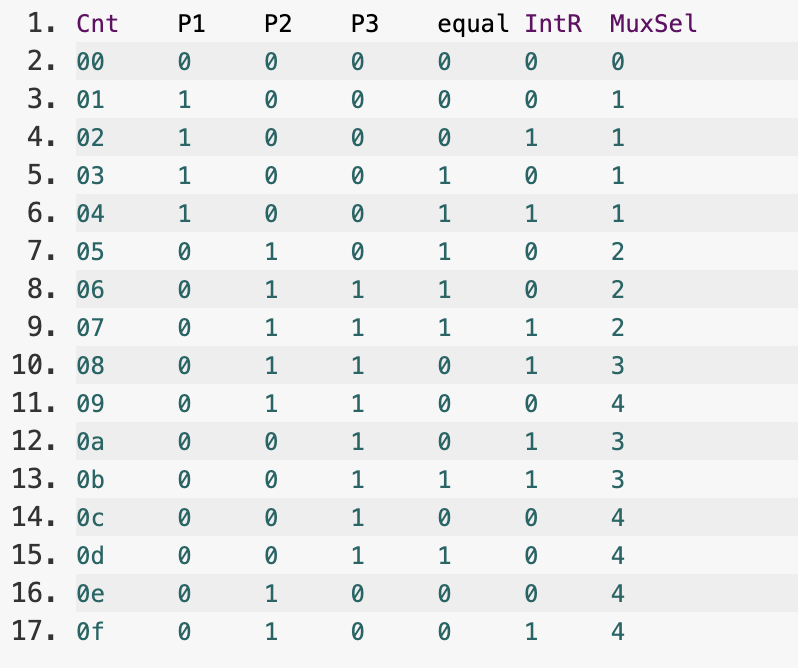 1. Cnt P1 P2 P3 equal IntR MuxSel
2. 00 0 0 0 0 0 0
3. 01 1 0 0 0 0 1
4. 02 1 0 0 0 1 1
5. 03 1 0 0 1 0 1
6. 04 1 0 0 1 1 1
7. 05 0 1 0 1 0 2
8. 06 0 1 1 1 0 2
9. 07 0 1 1 1 1 2
10. 08 0 1 1 0 1 3
11. 09 0 1 1 0 0 4
12. 0a 0 0 1 0 1 3
13. 0b 0 0 1 1 1 3
14. 0c 0 0 1 0 0 4
15. 0d 0 0 1 1 0 4
16. 0e 0 1 0 0 0 4
17. 0f 0 1 0 0 1 4